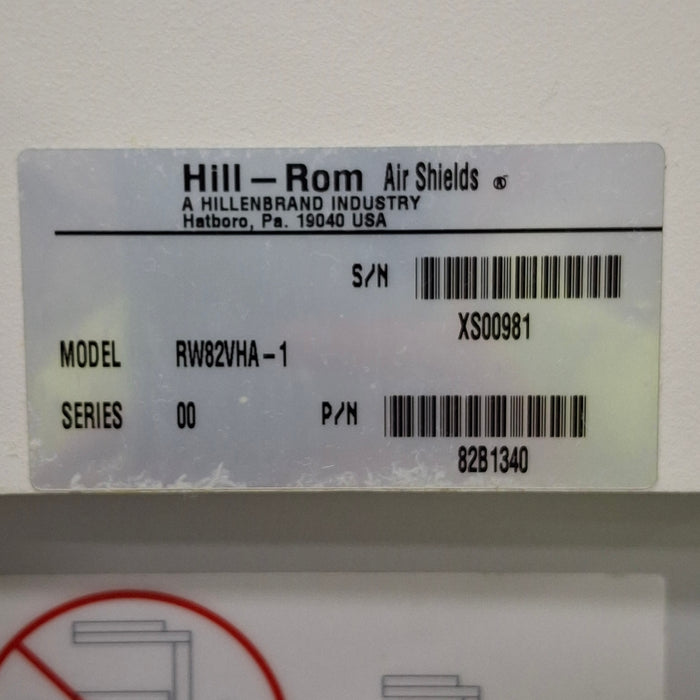 Hill-Rom Air Shields ®
A HILLENBRAND INDUSTRY
Hatboro, Pa. 19040 USA
S/N
XS00981
MODEL RW82VHA-1
SERIES 00 P/N
82B1340